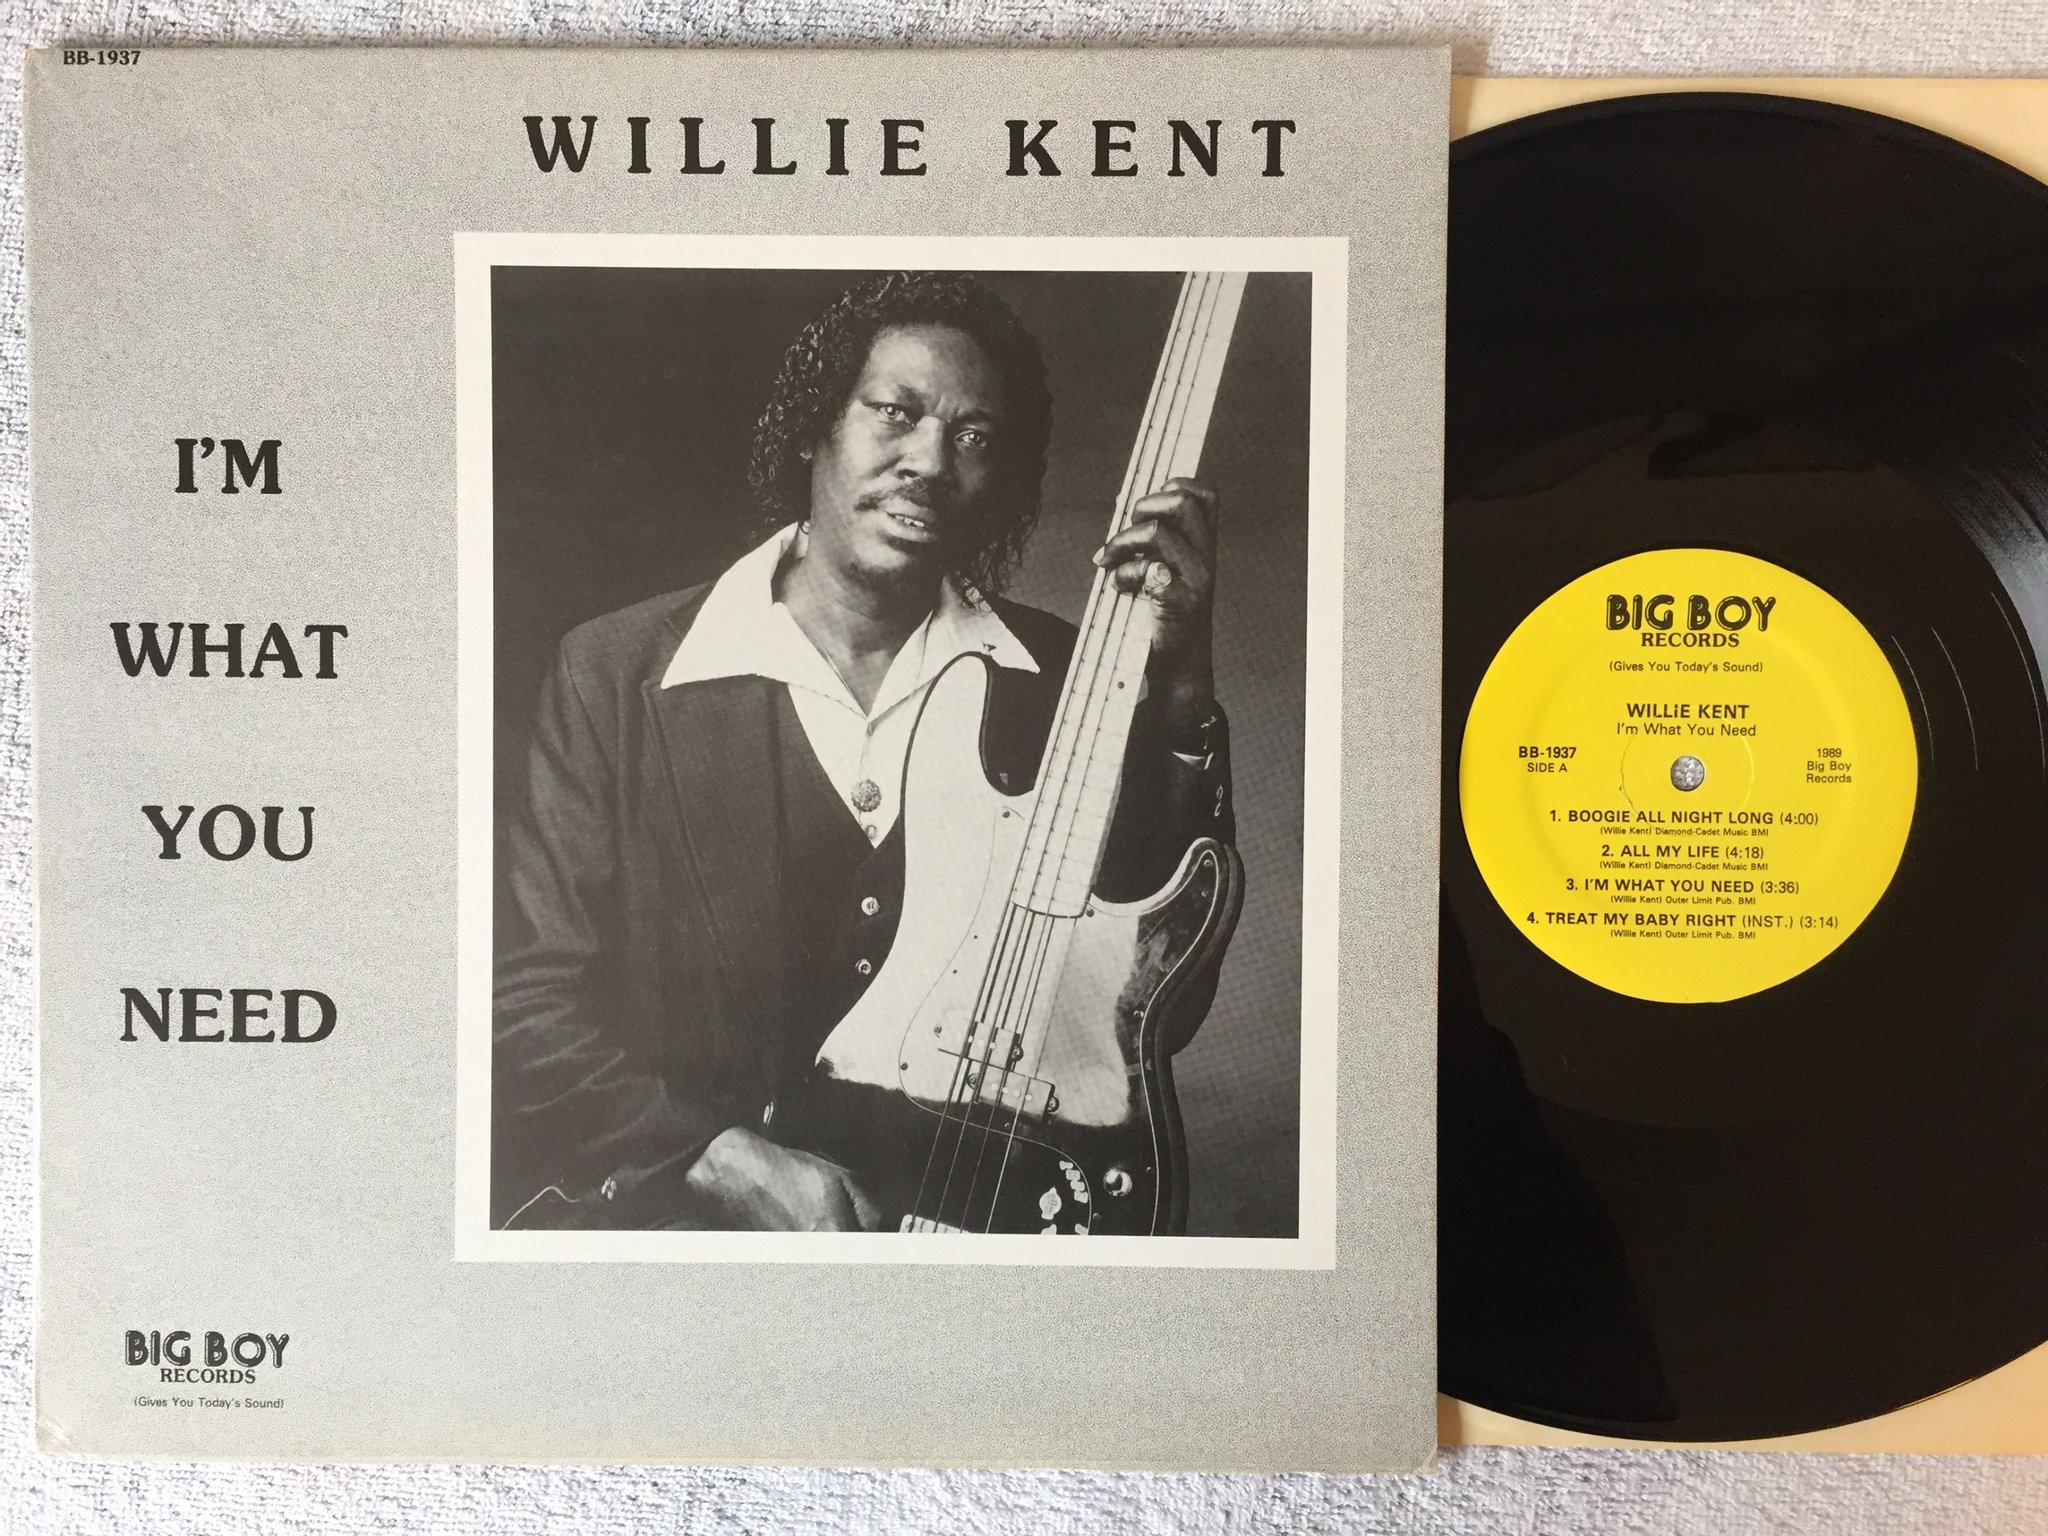 BB-1937
WILLIE KENT
I'M
WHAT
YOU
NEED
BIG BOY
RECORDS
(Gives You Today's Sound)
BIG BOY
RECORDS
(Gives You Today's Sound)
WILLiE KENT
I'm What You Need
BB-1937
SIDE A
1989
Big Boy
Records
1. BOOGIE ALL NIGHT LONG (4:00)
(Willie Kent) Diamond-Cadet Music BMI
2. ALL MY LIFE (4:18)
(Willie Kent) Diamond-Cadet Music BMI
3. I'M WHAT YOU NEED (3:36)
(Willie Kent) Outer Limit Pub. BMI
4. TREAT MY BABY RIGHT (INST.) (3:14)
(Willie Kent) Outer Limit Pub. BMI